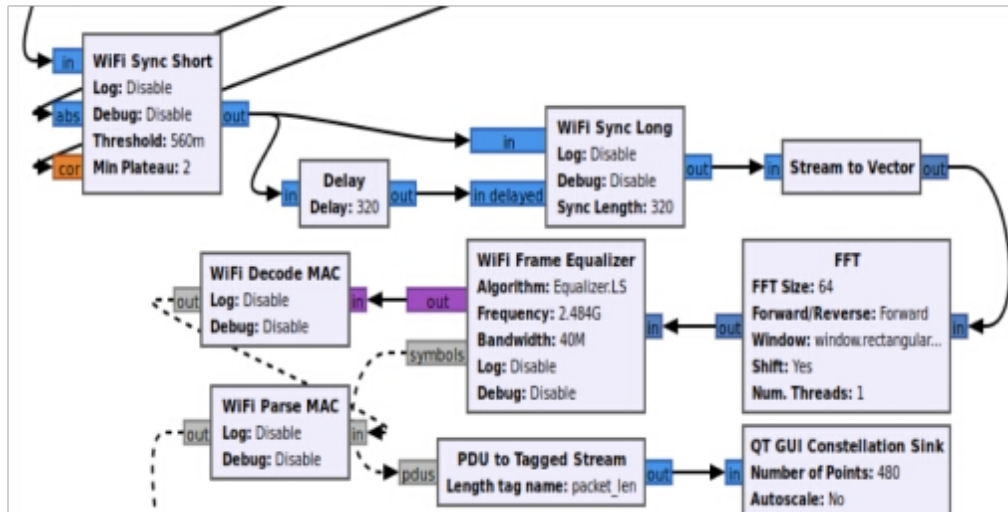 WiFi Sync Short
in
Log: Disable
abs
Debug: Disable
out
Threshold: 560m
cor
Min Plateau: 2
Delay
in
out
Delay: 320
WiFi Sync Long
in
Log: Disable
Debug: Disable
out
in delayed
Sync Length: 320
in
Stream to Vector
out
WiFi Decode MAC
out
Log: Disable
in
Debug: Disable
WiFi Frame Equalizer
Algorithm: Equalizer.LS
out
Frequency: 2.484G
in
Bandwidth: 40M
symbols
Log: Disable
Debug: Disable
FFT
FFT Size: 64
Forward/Reverse: Forward
out
Window: window.rectangular...
in
Shift: Yes
Num. Threads: 1
WiFi Parse MAC
out
Log: Disable
in
Debug: Disable
PDU to Tagged Stream
pdus
out
Length tag name: packet_len
QT GUI Constellation Sink
in
Number of Points: 480
Autoscale: No